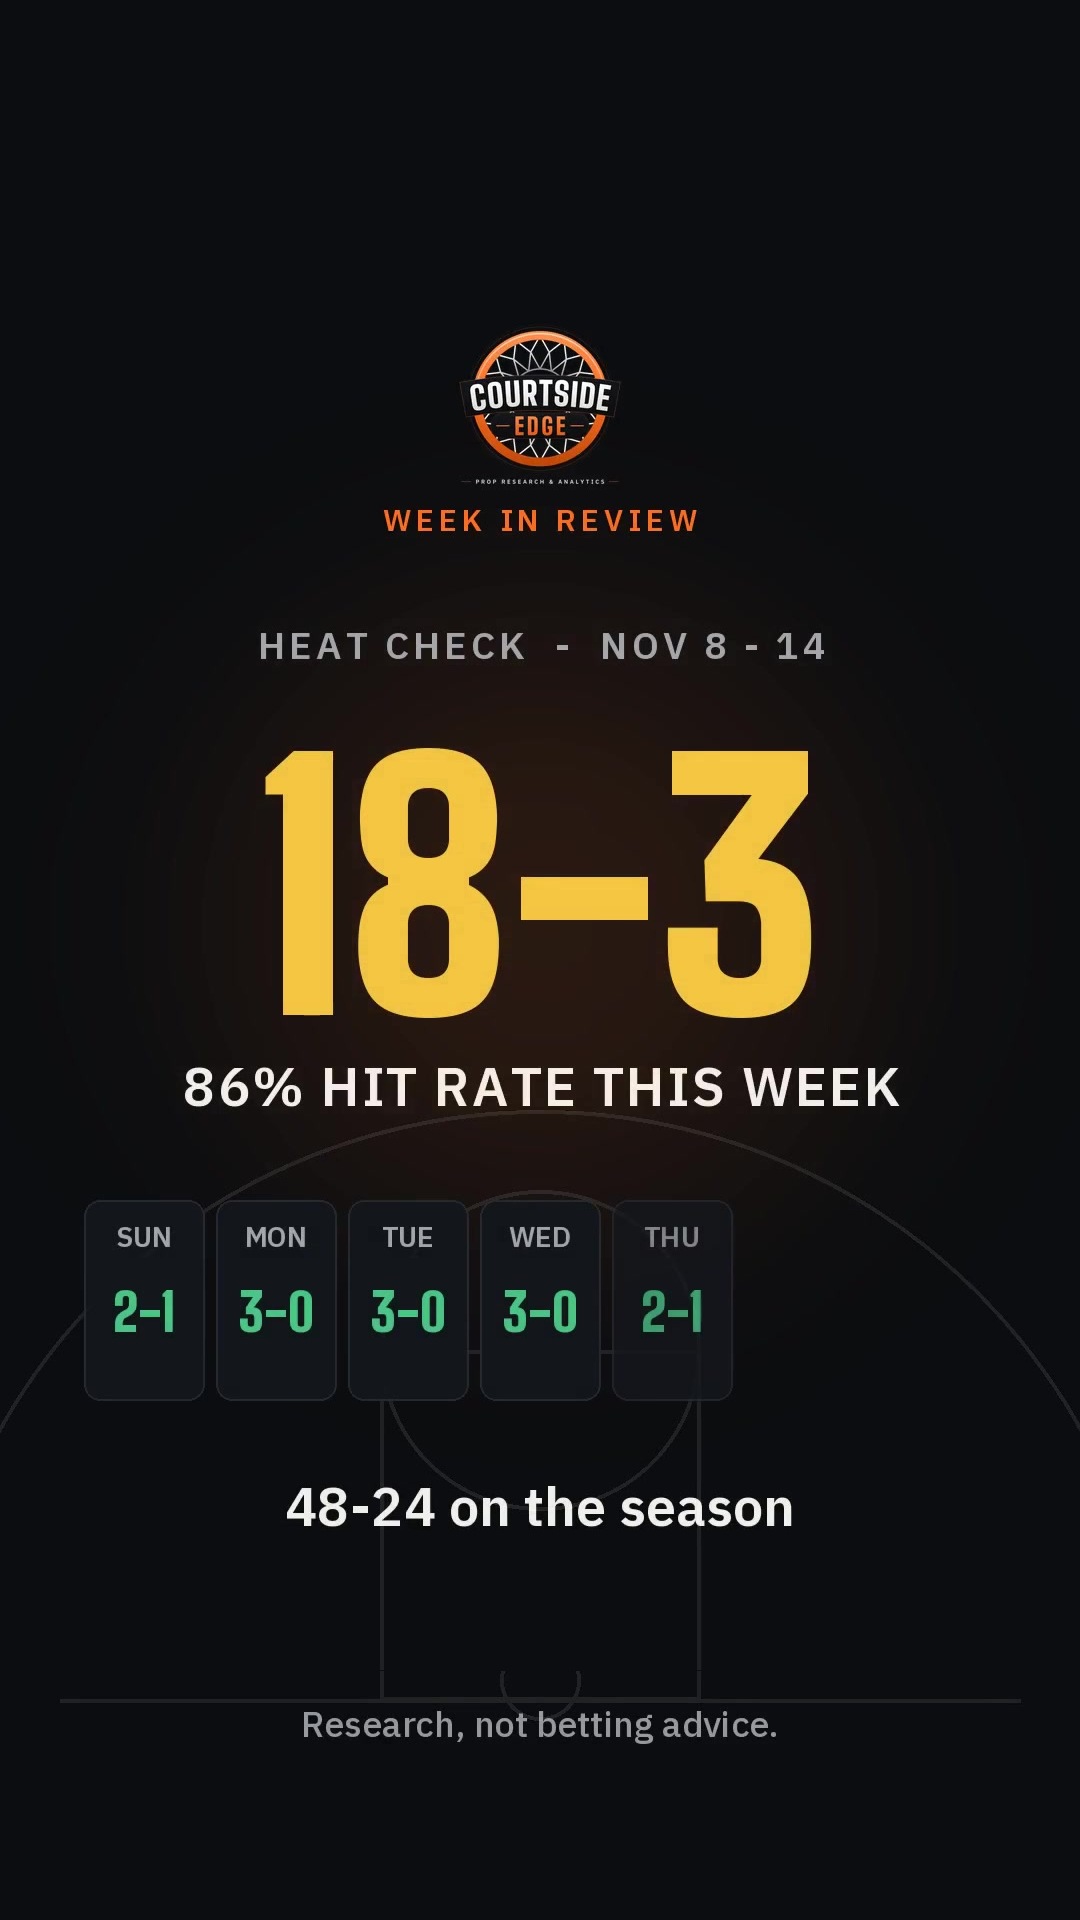 COURTSIDE
EDGE
PROP RESEARCH & ANALYTICS
WEEK IN REVIEW
HEAT CHECK - NOV 8 - 14
18–3
86% HIT RATE THIS WEEK
SUN MON TUE WED THU
2–1 3–0 3–0 3–0 2–1
48-24 on the season
Research, not betting advice.